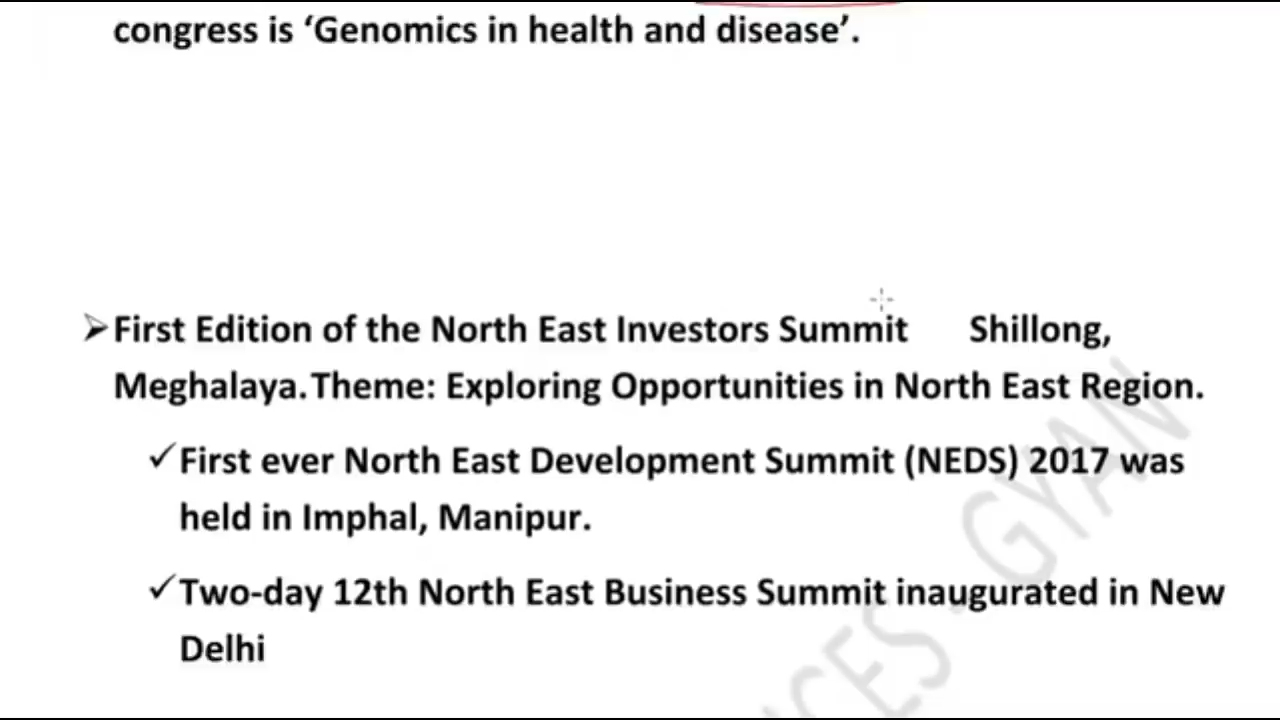 congress is ‘Genomics in health and disease’.
➢First Edition of the North East Investors Summit Shillong,
Meghalaya.Theme: Exploring Opportunities in North East Region.
✓First ever North East Development Summit (NEDS) 2017 was
held in Imphal, Manipur.
✓Two-day 12th North East Business Summit inaugurated in New
Delhi
GYAN